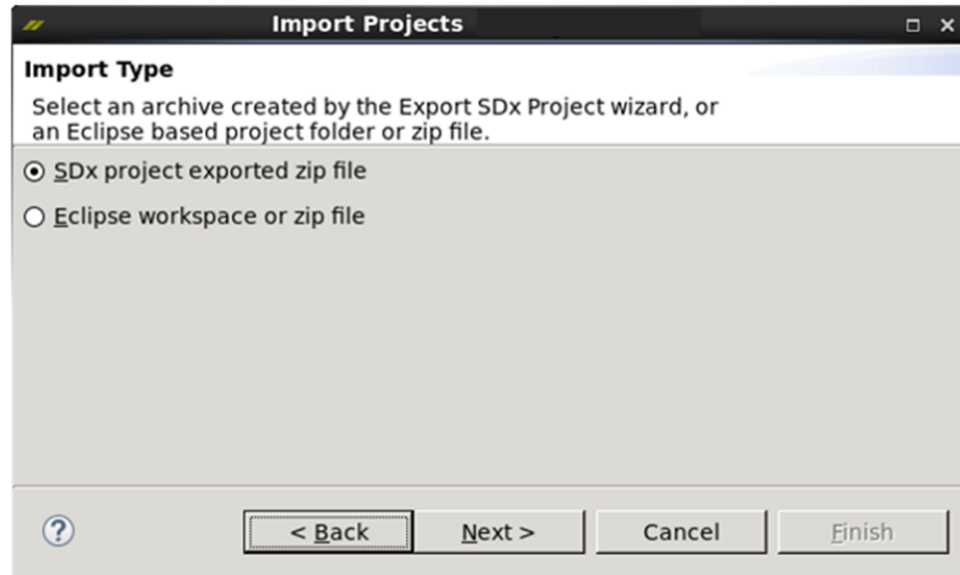 Import Projects
Import Type
Select an archive created by the Export SDx Project wizard, or
an Eclipse based project folder or zip file.
SDx project exported zip file
Eclipse workspace or zip file
?
< Back
Next >
Cancel
Finish